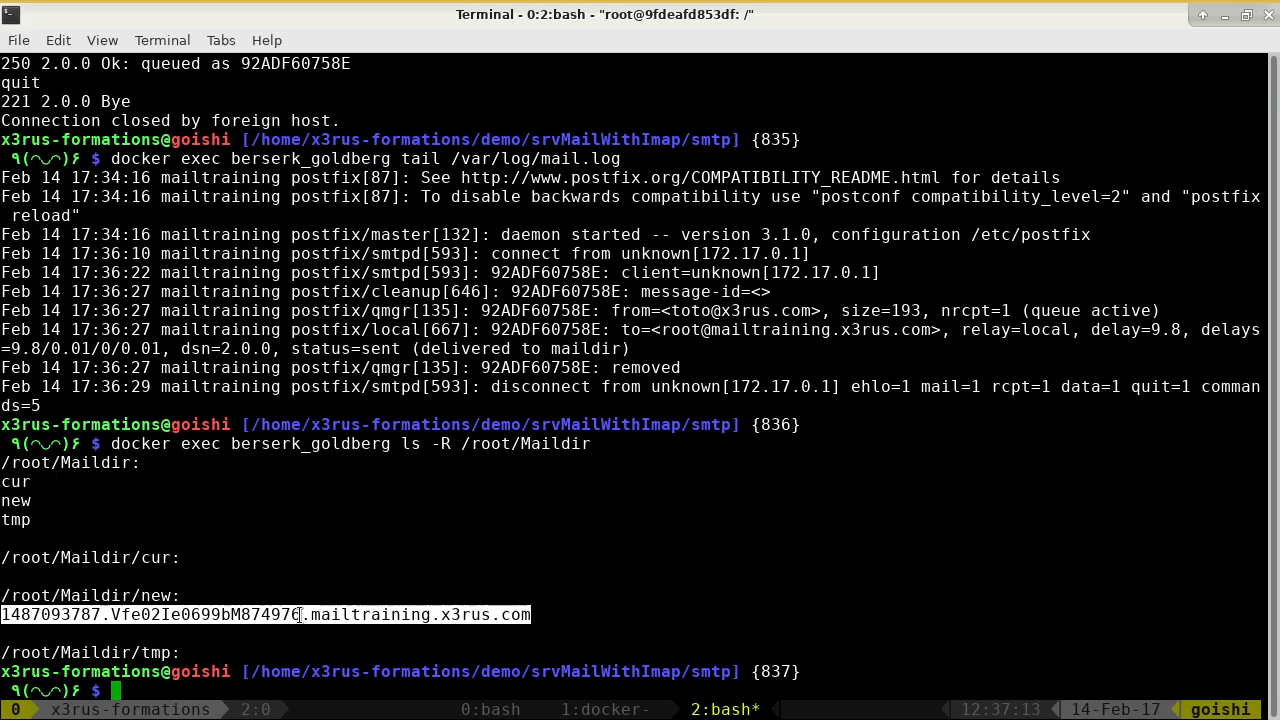 Terminal - 0:2:bash - "root@9fdeafd853df: /"
File Edit View Terminal Tabs Help
250 2.0.0 Ok: queued as 92ADF60758E
quit
221 2.0.0 Bye
Connection closed by foreign host.
x3rus-formations@goishi [/home/x3rus-formations/demo/srvMailWithImap/smtp] {835}
٩(◠◡◠)۶ $ docker exec berserk_goldberg tail /var/log/mail.log
Feb 14 17:34:16 mailtraining postfix[87]: See http://www.postfix.org/COMPATIBILITY_README.html for details
Feb 14 17:34:16 mailtraining postfix[87]: To disable backwards compatibility use "postconf compatibility_level=2" and "postfix
reload"
Feb 14 17:34:16 mailtraining postfix/master[132]: daemon started -- version 3.1.0, configuration /etc/postfix
Feb 14 17:36:10 mailtraining postfix/smtpd[593]: connect from unknown[172.17.0.1]
Feb 14 17:36:22 mailtraining postfix/smtpd[593]: 92ADF60758E: client=unknown[172.17.0.1]
Feb 14 17:36:27 mailtraining postfix/cleanup[646]: 92ADF60758E: message-id=<>
Feb 14 17:36:27 mailtraining postfix/qmgr[135]: 92ADF60758E: from=<toto@x3rus.com>, size=193, nrcpt=1 (queue active)
Feb 14 17:36:27 mailtraining postfix/local[667]: 92ADF60758E: to=<root@mailtraining.x3rus.com>, relay=local, delay=9.8, delays
=9.8/0.01/0/0.01, dsn=2.0.0, status=sent (delivered to maildir)
Feb 14 17:36:27 mailtraining postfix/qmgr[135]: 92ADF60758E: removed
Feb 14 17:36:29 mailtraining postfix/smtpd[593]: disconnect from unknown[172.17.0.1] ehlo=1 mail=1 rcpt=1 data=1 quit=1 comman
ds=5
x3rus-formations@goishi [/home/x3rus-formations/demo/srvMailWithImap/smtp] {836}
٩(◠◡◠)۶ $ docker exec berserk_goldberg ls -R /root/Maildir
/root/Maildir:
cur
new
tmp
/root/Maildir/cur:
/root/Maildir/new:
1487093787.Vfe02Ie0699bM874976.mailtraining.x3rus.com
/root/Maildir/tmp:
x3rus-formations@goishi [/home/x3rus-formations/demo/srvMailWithImap/smtp] {837}
٩(◠◡◠)۶ $
0 x3rus-formations 2:0 0:bash 1:docker- 2:bash* 12:37:13 14-Feb-17 goishi